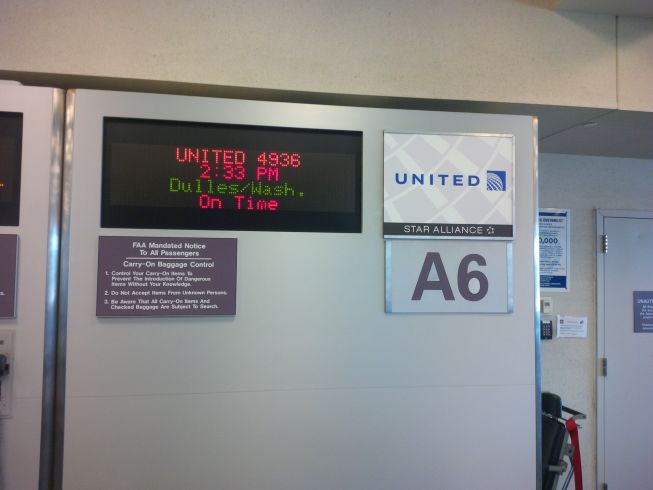 UNITED 4936
2:33 PM
Dulles/Wash.
On Time
UNITED
STAR ALLIANCE
A6
FAA Mandated Notice
To All Passengers
Carry-On Baggage Control
1. Control Your Carry-On Items To
Prevent The Introduction Of Dangerous
Items Without Your Knowledge.
2. Do Not Accept Items From Unknown Persons.
3. Be Aware That All Carry-On Items And
Checked Baggage Are Subject To Search.
0,000